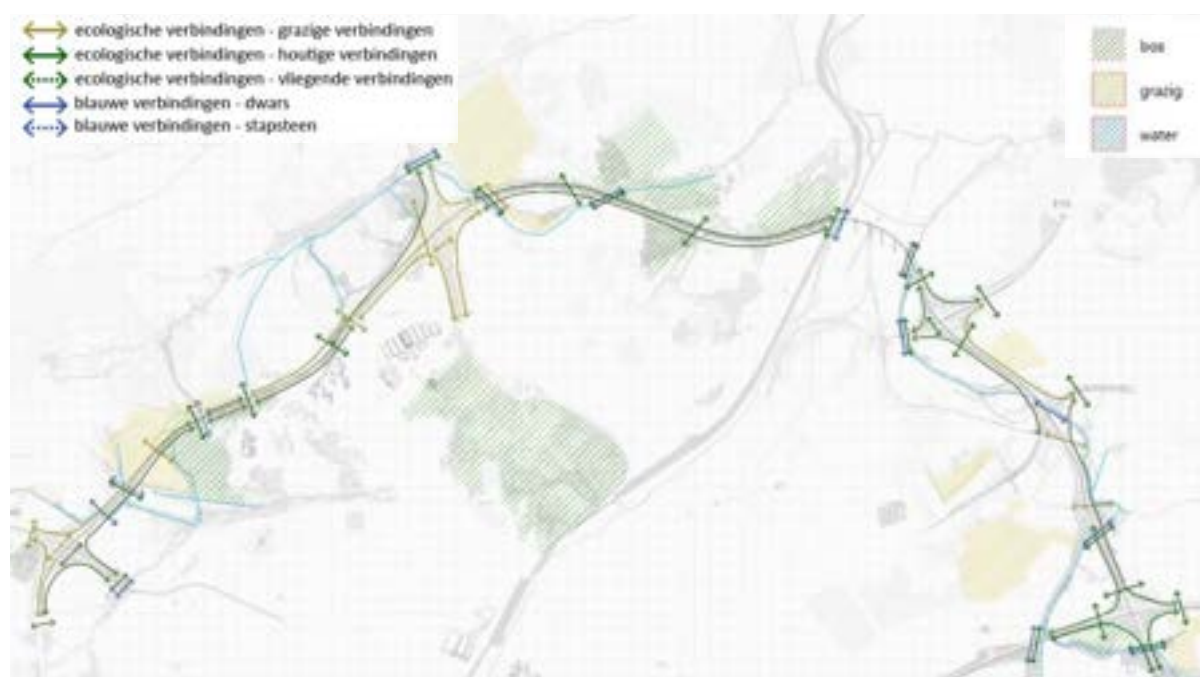 ecologische verbindingen - grazige verbindingen
ecologische verbindingen - houtige verbindingen
ecologische verbindingen - vliegende verbindingen
blauwe verbindingen - dwars
blauwe verbindingen - stapsteen
bos
grazig
water